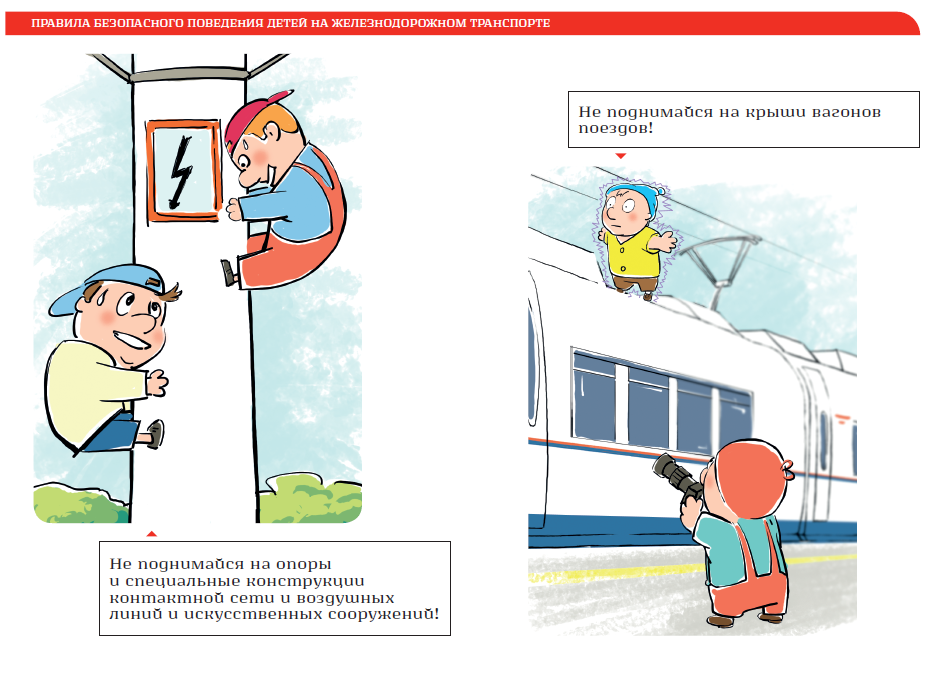 ПРАВИЛА БЕЗОПАСНОГО ПОВЕДЕНИЯ ДЕТЕЙ НА ЖЕЛЕЗНОДОРОЖНОМ ТРАНСПОРТЕ
Не поднимайся на крыши вагонов
поездов!
Не поднимайся на опоры
и специальные конструкции
контактной сети и воздушных
линий и искусственных сооружений!